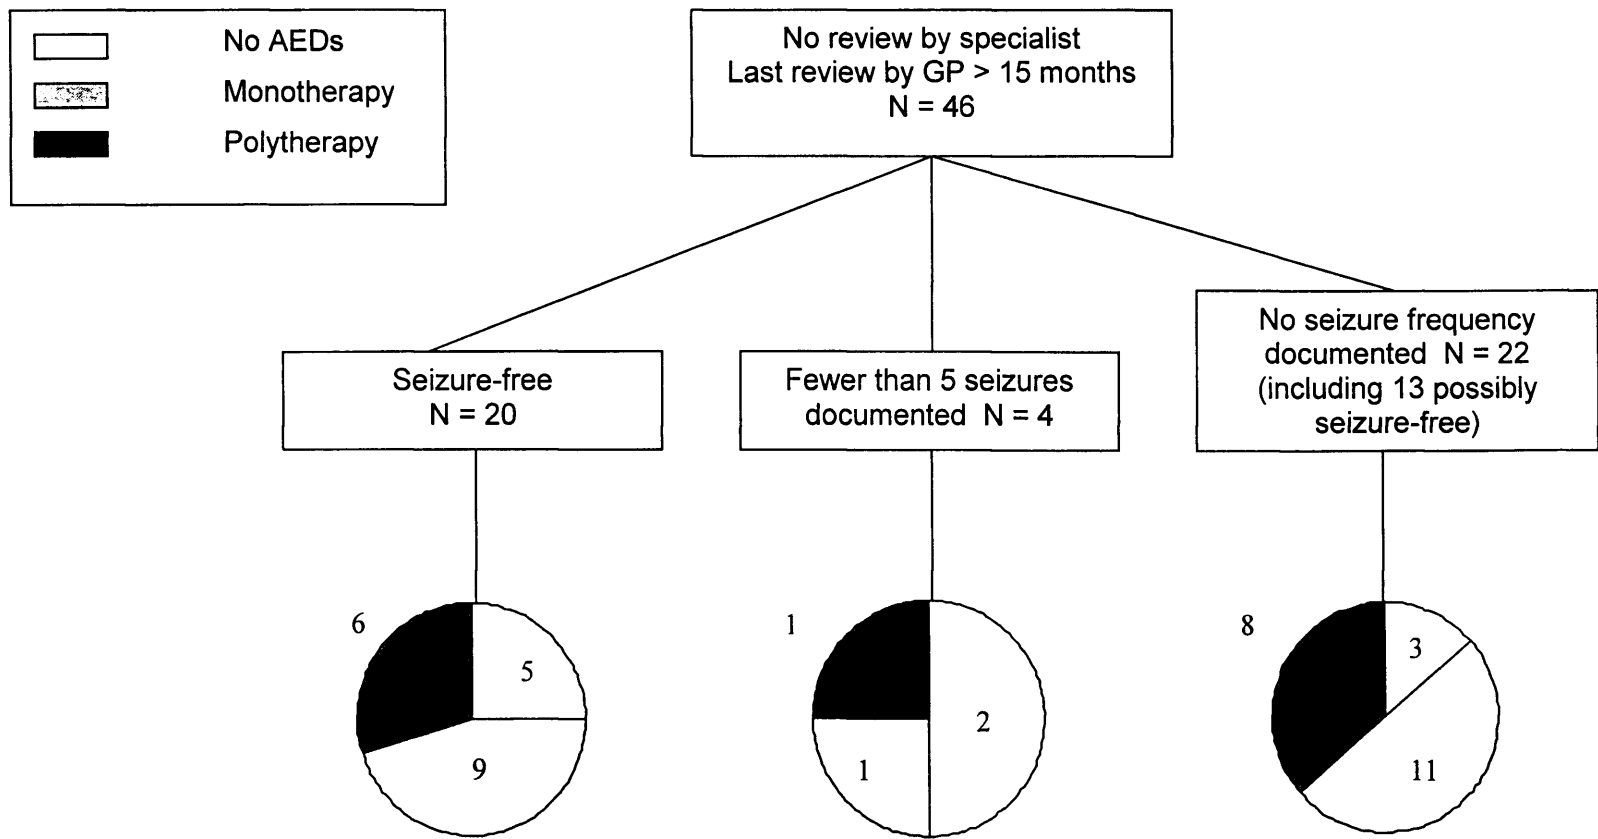 No AEDs
Monotherapy
Polytherapy
No review by specialist
Last review by GP > 15 months
N = 46
Seizure-free
N = 20
Fewer than 5 seizures
documented N = 4
No seizure frequency
documented N = 22
(including 13 possibly
seizure-free)
6
5
9
1
2
1
8
3
11